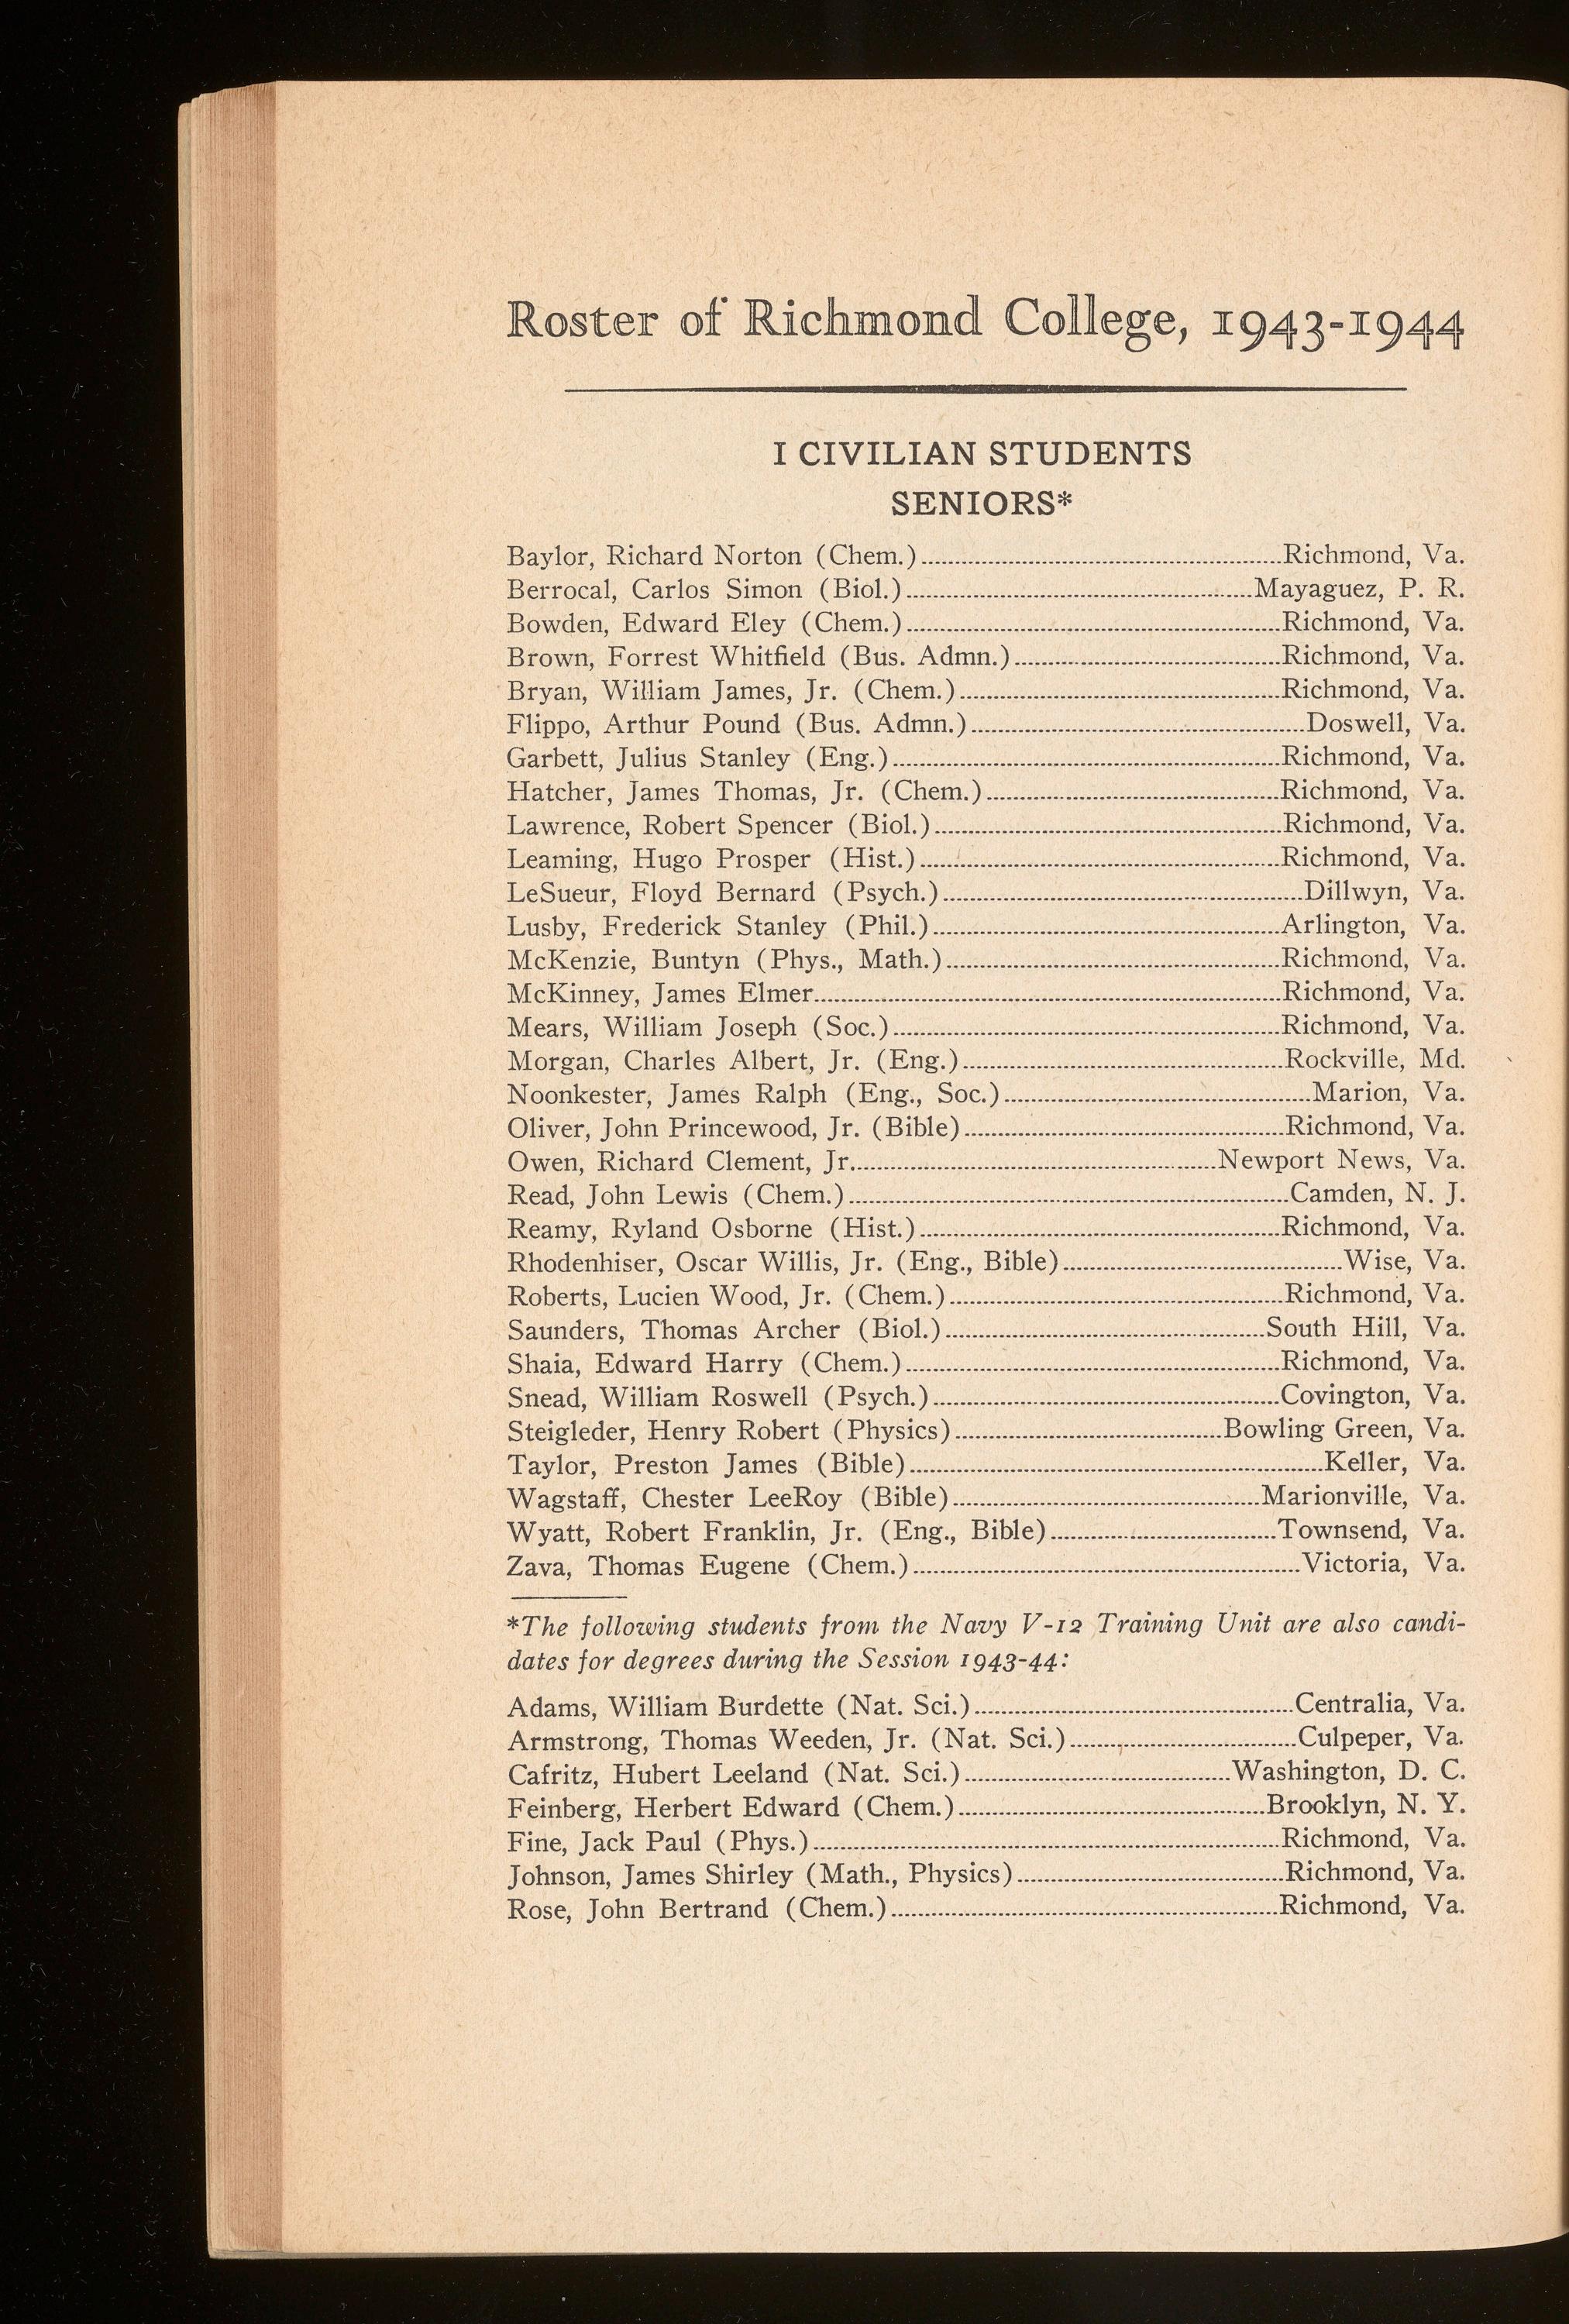 Roster of Richmond College, 1943-1944
I CIVILIAN STUDENTS
SENIORS*
Baylor, Richard Norton (Chem.)........Richmond, Va.
Berrocal, Carlos Simon (Biol.)........Mayaguez, P. R.
Bowden, Edward Eley (Chem.)........Richmond, Va.
Brown, Forrest Whitfield (Bus. Admn.)........Richmond, Va.
Bryan, William James, Jr. (Chem.)........Richmond, Va.
Flippo, Arthur Pound (Bus. Admn.)........Doswell, Va.
Garbett, Julius Stanley (Eng.)........Richmond, Va.
Hatcher, James Thomas, Jr. (Chem.)........Richmond, Va.
Lawrence, Robert Spencer (Biol.)........Richmond, Va.
Leaming, Hugo Prosper (Hist.)........Richmond, Va.
LeSueur, Floyd Bernard (Psych.)........Dillwyn, Va.
Lusby, Frederick Stanley (Phil.)........Arlington, Va.
McKenzie, Buntyn (Phys., Math.)........Richmond, Va.
McKinney, James Elmer........Richmond, Va.
Mears, William Joseph (Soc.)........Richmond, Va.
Morgan, Charles Albert, Jr. (Eng.)........Rockville, Md.
Noonkester, James Ralph (Eng., Soc.)........Marion, Va.
Oliver, John Princewood, Jr. (Bible)........Richmond, Va.
Owen, Richard Clement, Jr.........Newport News, Va.
Read, John Lewis (Chem.)........Camden, N. J.
Reamy, Ryland Osborne (Hist.)........Richmond, Va.
Rhodenhiser, Oscar Willis, Jr. (Eng., Bible)........Wise, Va.
Roberts, Lucien Wood, Jr. (Chem.)........Richmond, Va.
Saunders, Thomas Archer (Biol.)........South Hill, Va.
Shaia, Edward Harry (Chem.)........Richmond, Va.
Snead, William Roswell (Psych.)........Covington, Va.
Steigleder, Henry Robert (Physics)........Bowling Green, Va.
Taylor, Preston James (Bible)........Keller, Va.
Wagstaff, Chester LeeRoy (Bible)........Marionville, Va.
Wyatt, Robert Franklin, Jr. (Eng., Bible)........Townsend, Va.
Zava, Thomas Eugene (Chem.)........Victoria, Va.
*The following students from the Navy V-12 Training Unit are also candi-
dates for degrees during the Session 1943-44:
Adams, William Burdette (Nat. Sci.)........Centralia, Va.
Armstrong, Thomas Weeden, Jr. (Nat. Sci.)........Culpeper, Va.
Cafritz, Hubert Leeland (Nat. Sci.)........Washington, D. C.
Feinberg, Herbert Edward (Chem.)........Brooklyn, N. Y.
Fine, Jack Paul (Phys.)........Richmond, Va.
Johnson, James Shirley (Math., Physics)........Richmond, Va.
Rose, John Bertrand (Chem.)........Richmond, Va.